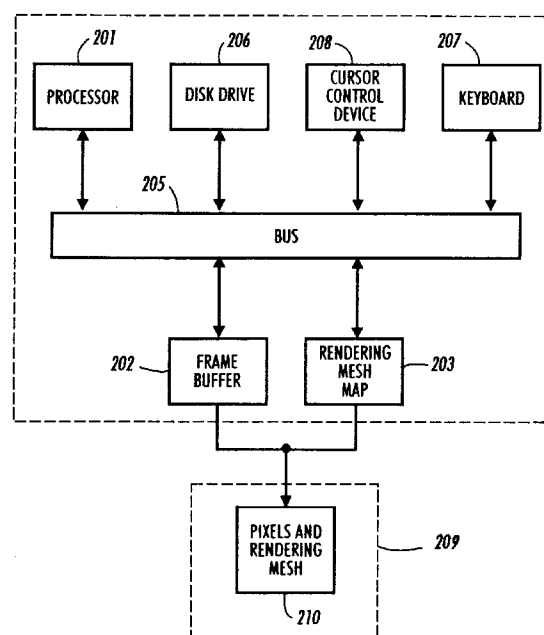 201
206
208
207
PROCESSOR
DISK DRIVE
CURSOR
CONTROL
DEVICE
KEYBOARD
205
BUS
202
FRAME
BUFFER
RENDERING
MESH
MAP
203
PIXELS AND
RENDERING
MESH
210
209